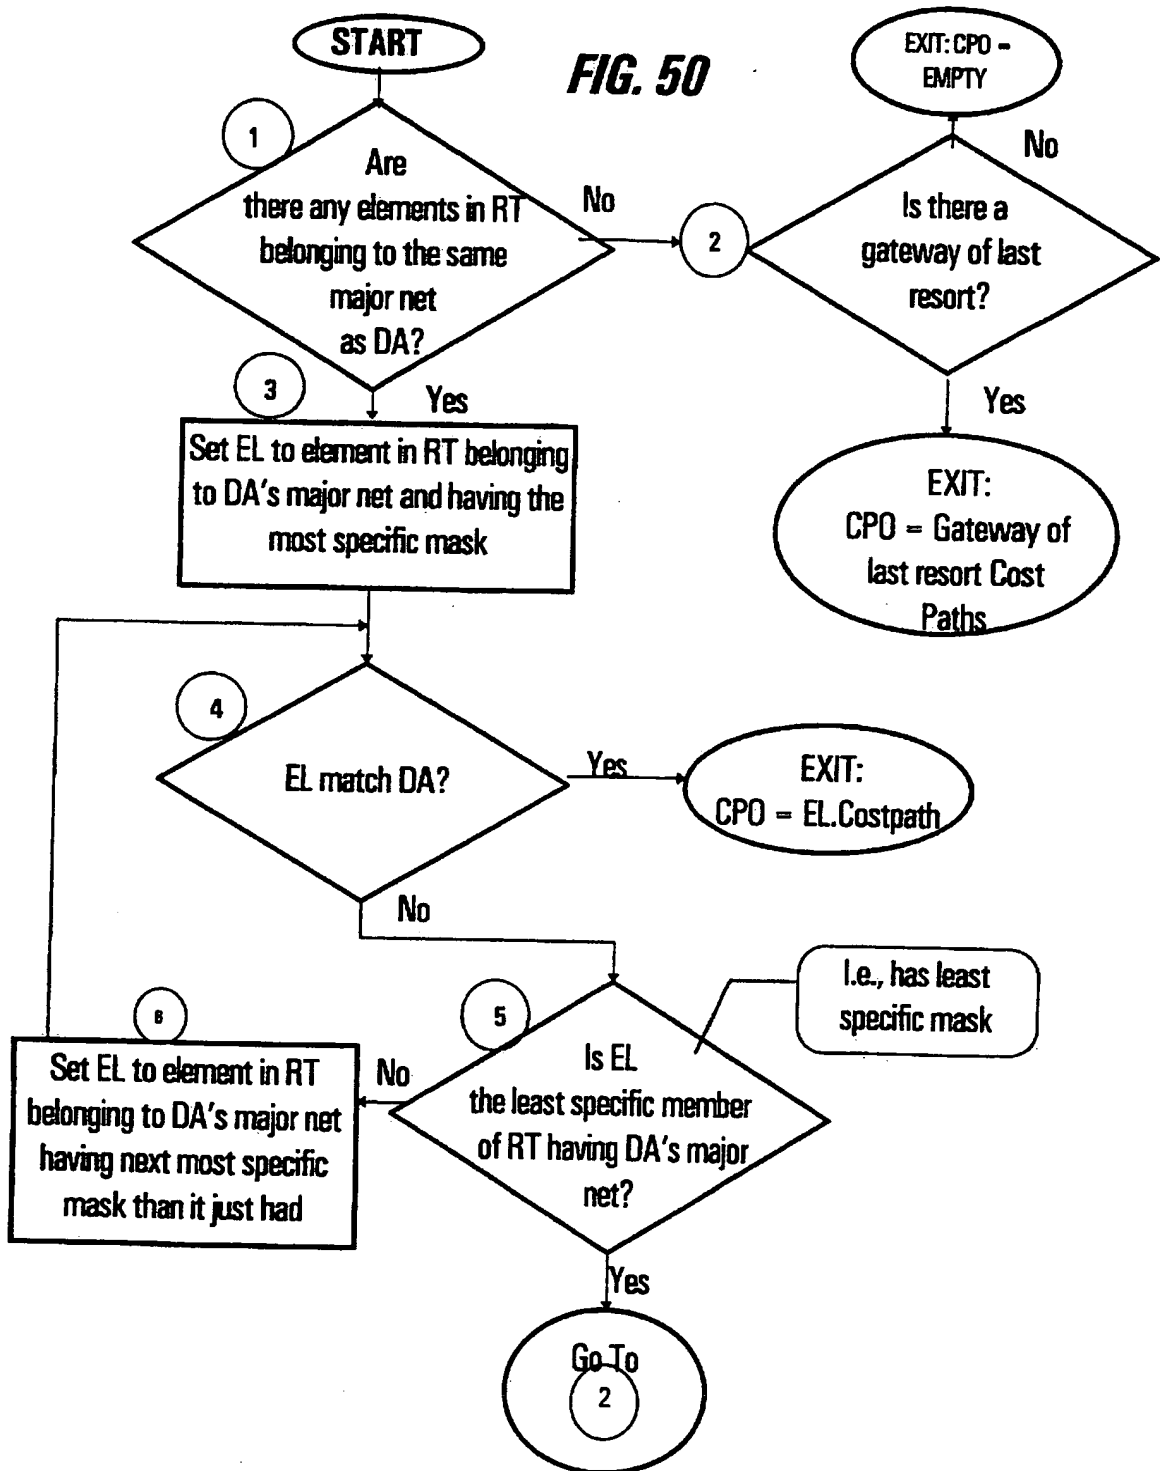 START
FIG. 50
EXIT: CPO =
EMPTY
1
Are
there any elements in RT
belonging to the same
major net
as DA?
No
2
Is there a
gateway of last
resort?
No
Yes
EXIT:
CPO = Gateway of
last resort Cost
Paths
3
Yes
Set EL to element in RT belonging
to DA's major net and having the
most specific mask
4
EL match DA?
Yes
EXIT:
CPO = EL.Costpath
No
I.e., has least
specific mask
5
Is EL
the least specific member
of RT having DA's major
net?
No
6
Set EL to element in RT
belonging to DA's major net
having next most specific
mask than it just had
Yes
Go To
2